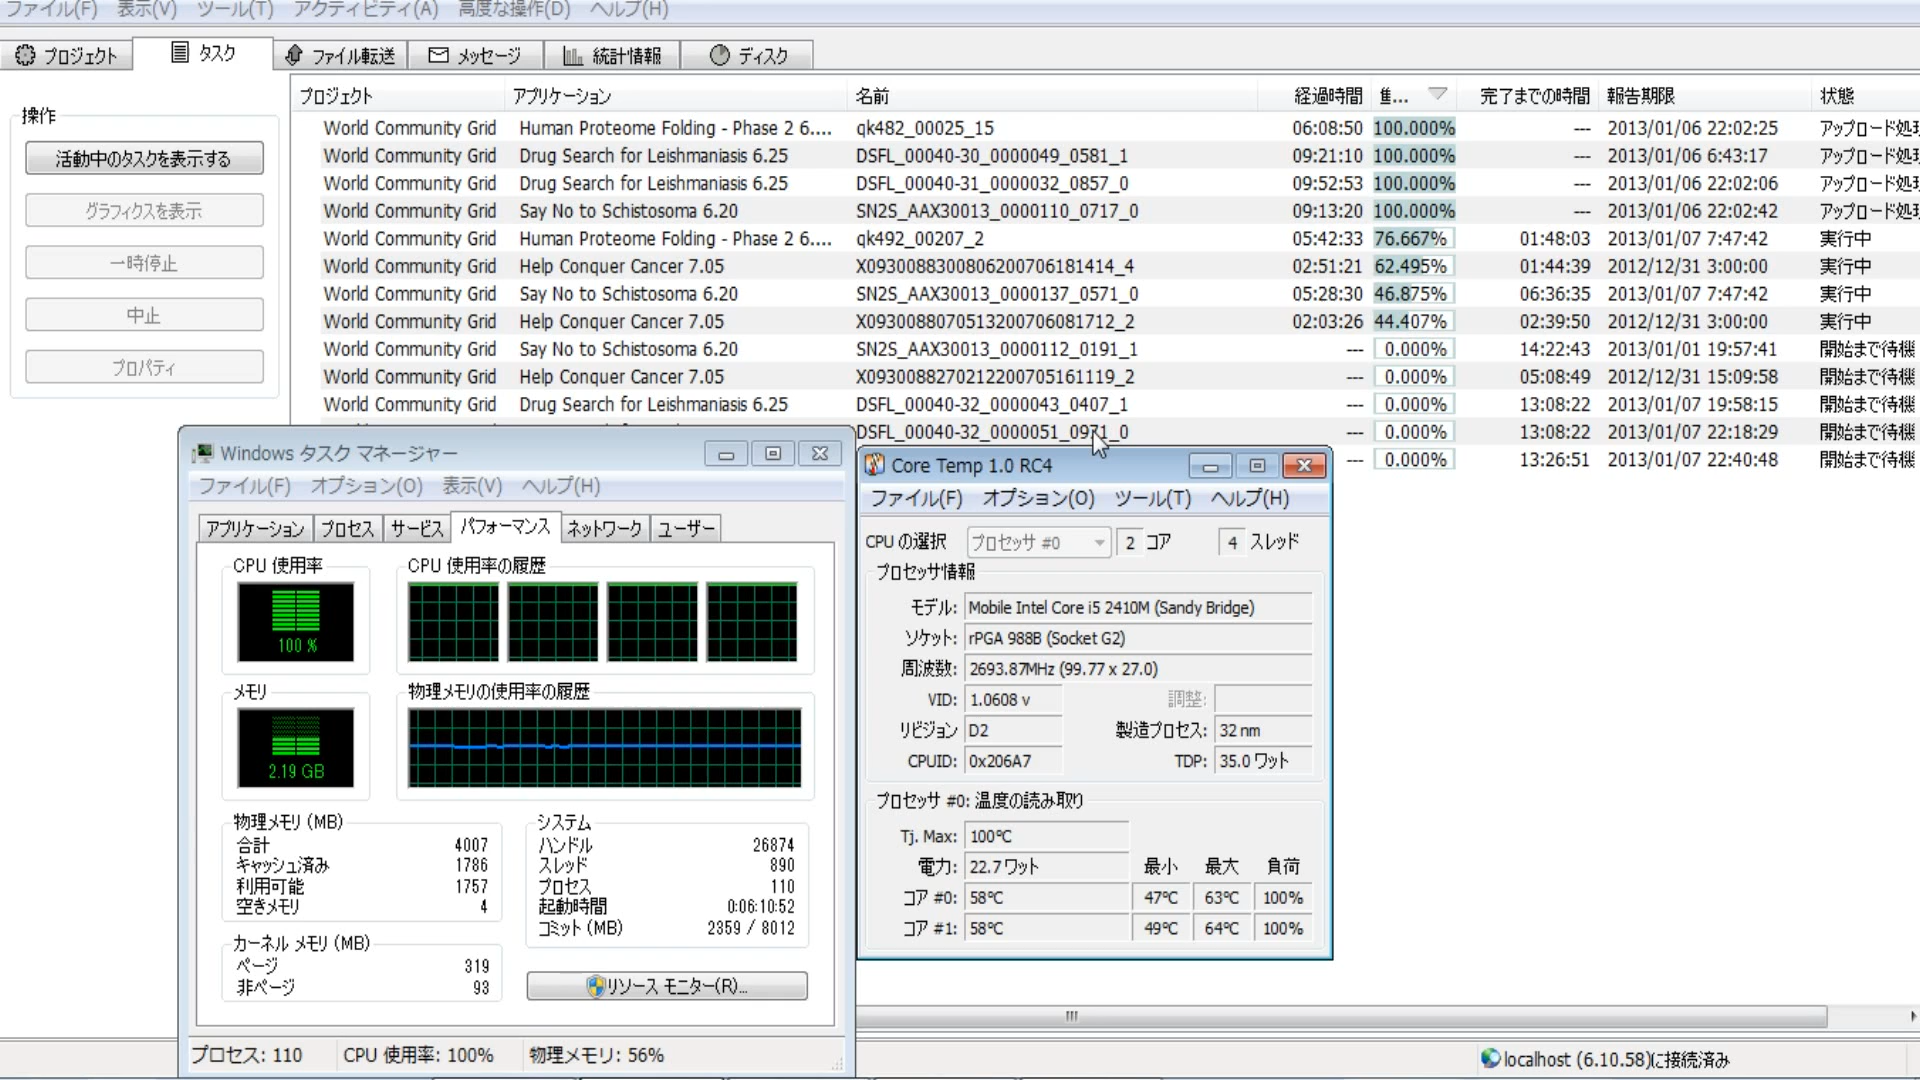 ファイル(F) 表示(V) ツール(T) アクティビティ(A) 高度な操作(D) ヘルプ(H)
プロジェクト タスク ファイル転送 メッセージ 統計情報 ディスク
操作
活動中のタスクを表示する
グラフィクスを表示
一時停止
中止
プロパティ
プロジェクト アプリケーション 名前 経過時間 進... 完了までの時間 報告期限 状態
World Community Grid Human Proteome Folding - Phase 2 6.... qk482_00025_15 06:08:50 100.000% --- 2013/01/06 22:02:25 アップロード処理
World Community Grid Drug Search for Leishmaniasis 6.25 DSFL_00040-30_0000049_0581_1 09:21:10 100.000% --- 2013/01/06 6:43:17 アップロード処理
World Community Grid Drug Search for Leishmaniasis 6.25 DSFL_00040-31_0000032_0857_0 09:52:53 100.000% --- 2013/01/06 22:02:06 アップロード処理
World Community Grid Say No to Schistosoma 6.20 SN2S_AAX30013_0000110_0717_0 09:13:20 100.000% --- 2013/01/06 22:02:42 アップロード処理
World Community Grid Human Proteome Folding - Phase 2 6.... qk492_00207_2 05:42:33 76.667% 01:48:03 2013/01/07 7:47:42 実行中
World Community Grid Help Conquer Cancer 7.05 X0930088300806200706181414_4 02:51:21 62.495% 01:44:39 2012/12/31 3:00:00 実行中
World Community Grid Say No to Schistosoma 6.20 SN2S_AAX30013_0000137_0571_0 05:28:30 46.875% 06:36:35 2013/01/07 7:47:42 実行中
World Community Grid Help Conquer Cancer 7.05 X0930088070513200706081712_2 02:03:26 44.407% 02:39:50 2012/12/31 3:00:00 実行中
World Community Grid Say No to Schistosoma 6.20 SN2S_AAX30013_0000112_0191_1 --- 0.000% 14:22:43 2013/01/01 19:57:41 開始まで待機
World Community Grid Help Conquer Cancer 7.05 X0930088270212200705161119_2 --- 0.000% 05:08:49 2012/12/31 15:09:58 開始まで待機
World Community Grid Drug Search for Leishmaniasis 6.25 DSFL_00040-32_0000043_0407_1 --- 0.000% 13:08:22 2013/01/07 19:58:15 開始まで待機
DSFL_00040-32_0000051_0971_0 --- 0.000% 13:08:22 2013/01/07 22:18:29 開始まで待機
--- 0.000% 13:26:51 2013/01/07 22:40:48 開始まで待機
Windows タスク マネージャー
ファイル(F) オプション(O) 表示(V) ヘルプ(H)
アプリケーション プロセス サービス パフォーマンス ネットワーク ユーザー
CPU 使用率 CPU 使用率の履歴
100 %
メモリ 物理メモリの使用率の履歴
2.19 GB
物理メモリ (MB)
合計 4007
キャッシュ済み 1786
利用可能 1757
空きメモリ 4
カーネル メモリ (MB)
ページ 319
非ページ 93
システム
ハンドル 26874
スレッド 890
プロセス 110
起動時間 0:06:10:52
コミット (MB) 2359 / 8012
リソース モニター(R)...
プロセス: 110 CPU 使用率: 100% 物理メモリ: 56%
Core Temp 1.0 RC4
ファイル(F) オプション(O) ツール(T) ヘルプ(H)
CPU の選択 プロセッサ #0 2 コア 4 スレッド
プロセッサ情報
モデル: Mobile Intel Core i5 2410M (Sandy Bridge)
ソケット: rPGA 988B (Socket G2)
周波数: 2693.87MHz (99.77 x 27.0)
VID: 1.0608 v 調整:
リビジョン D2 製造プロセス: 32 nm
CPUID: 0x206A7 TDP: 35.0 ワット
プロセッサ #0: 温度の読み取り
Tj. Max: 100℃
電力: 22.7 ワット 最小 最大 負荷
コア #0: 58℃ 47℃ 63℃ 100%
コア #1: 58℃ 49℃ 64℃ 100%
localhost (6.10.58)に接続済み